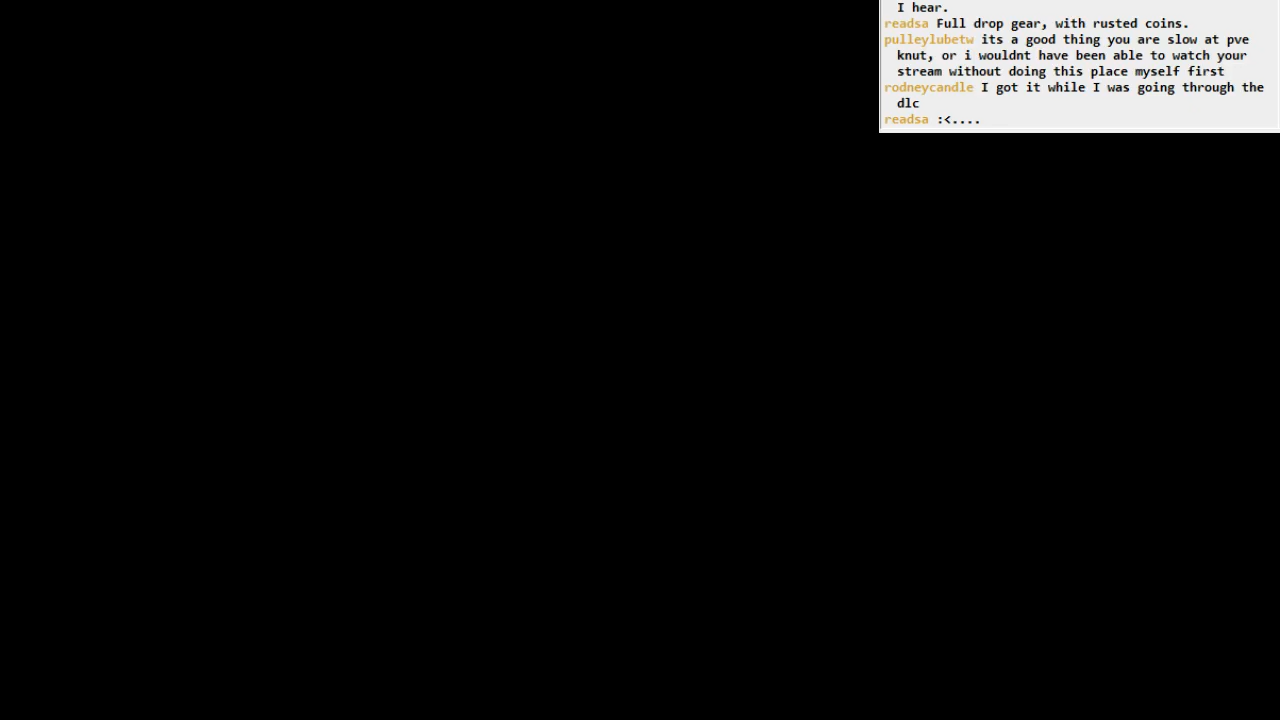 I hear.
readsa Full drop gear, with rusted coins.
pulleylubetw its a good thing you are slow at pve
knut, or i wouldnt have been able to watch your
stream without doing this place myself first
rodneycandle I got it while I was going through the
dlc
readsa :<....